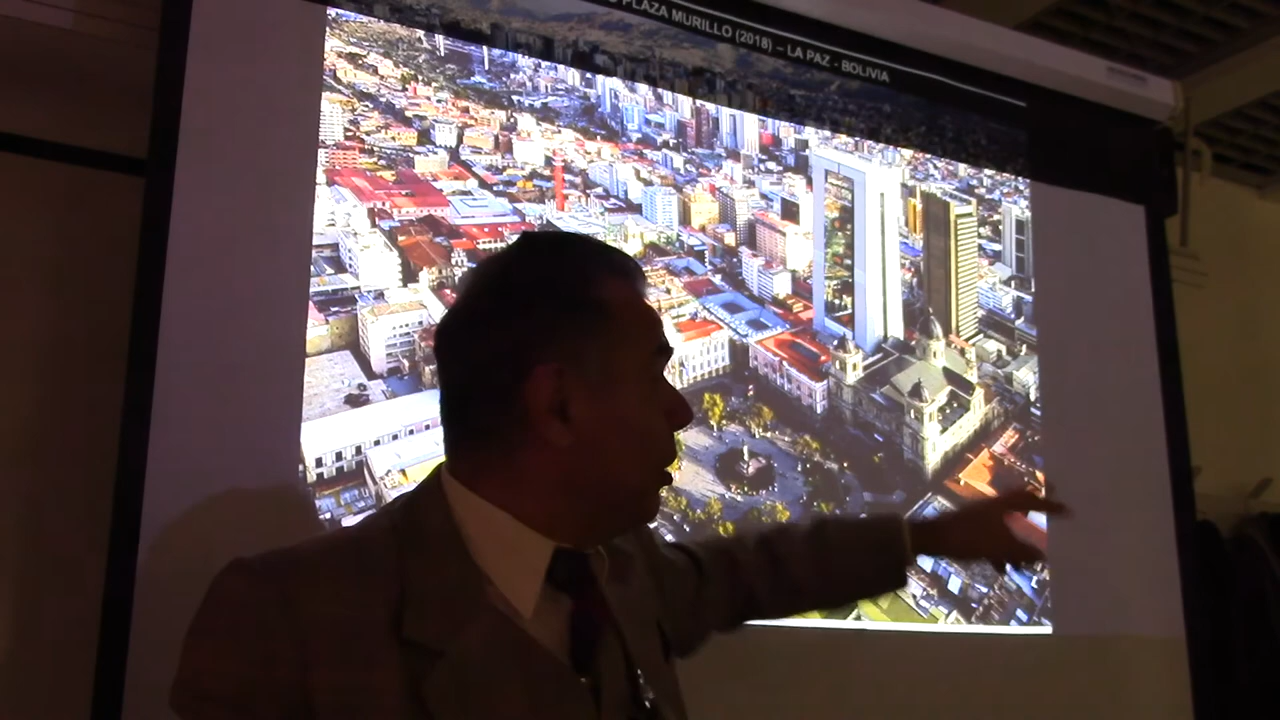 PLAZA MURILLO (2018) – LA PAZ - BOLIVIA